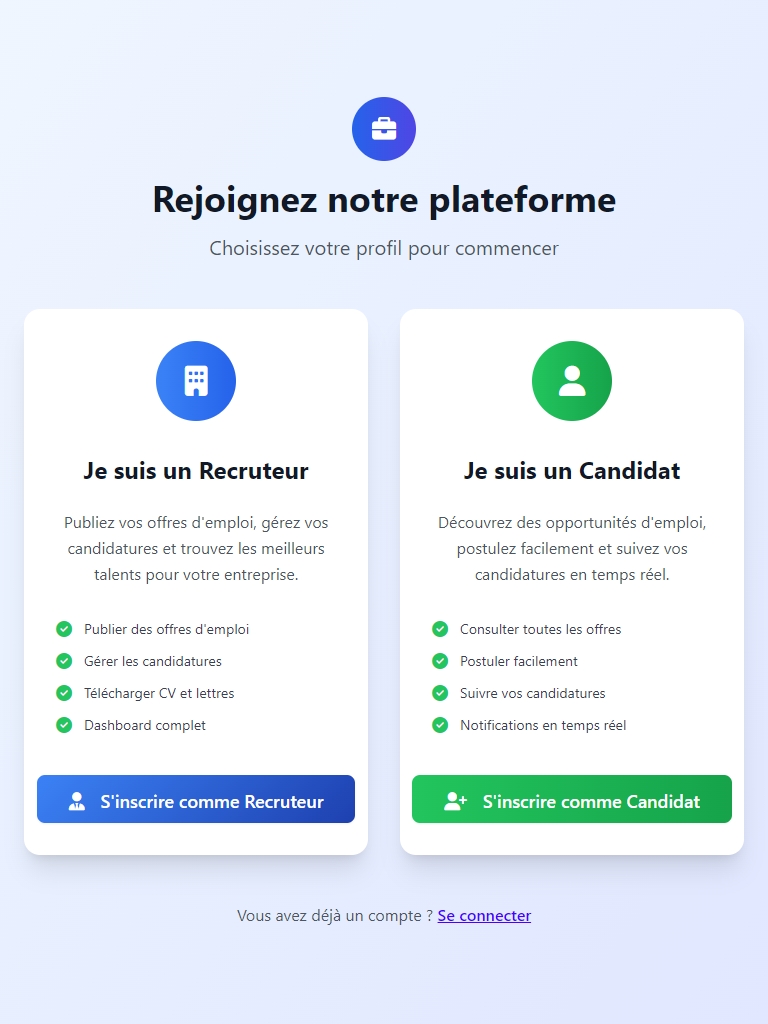 Rejoignez notre plateforme
Choisissez votre profil pour commencer
Je suis un Recruteur
Publiez vos offres d'emploi, gérez vos
candidatures et trouvez les meilleurs
talents pour votre entreprise.
Publier des offres d'emploi
Gérer les candidatures
Télécharger CV et lettres
Dashboard complet
S'inscrire comme Recruteur
Je suis un Candidat
Découvrez des opportunités d'emploi,
postulez facilement et suivez vos
candidatures en temps réel.
Consulter toutes les offres
Postuler facilement
Suivre vos candidatures
Notifications en temps réel
S'inscrire comme Candidat
Vous avez déjà un compte ? Se connecter